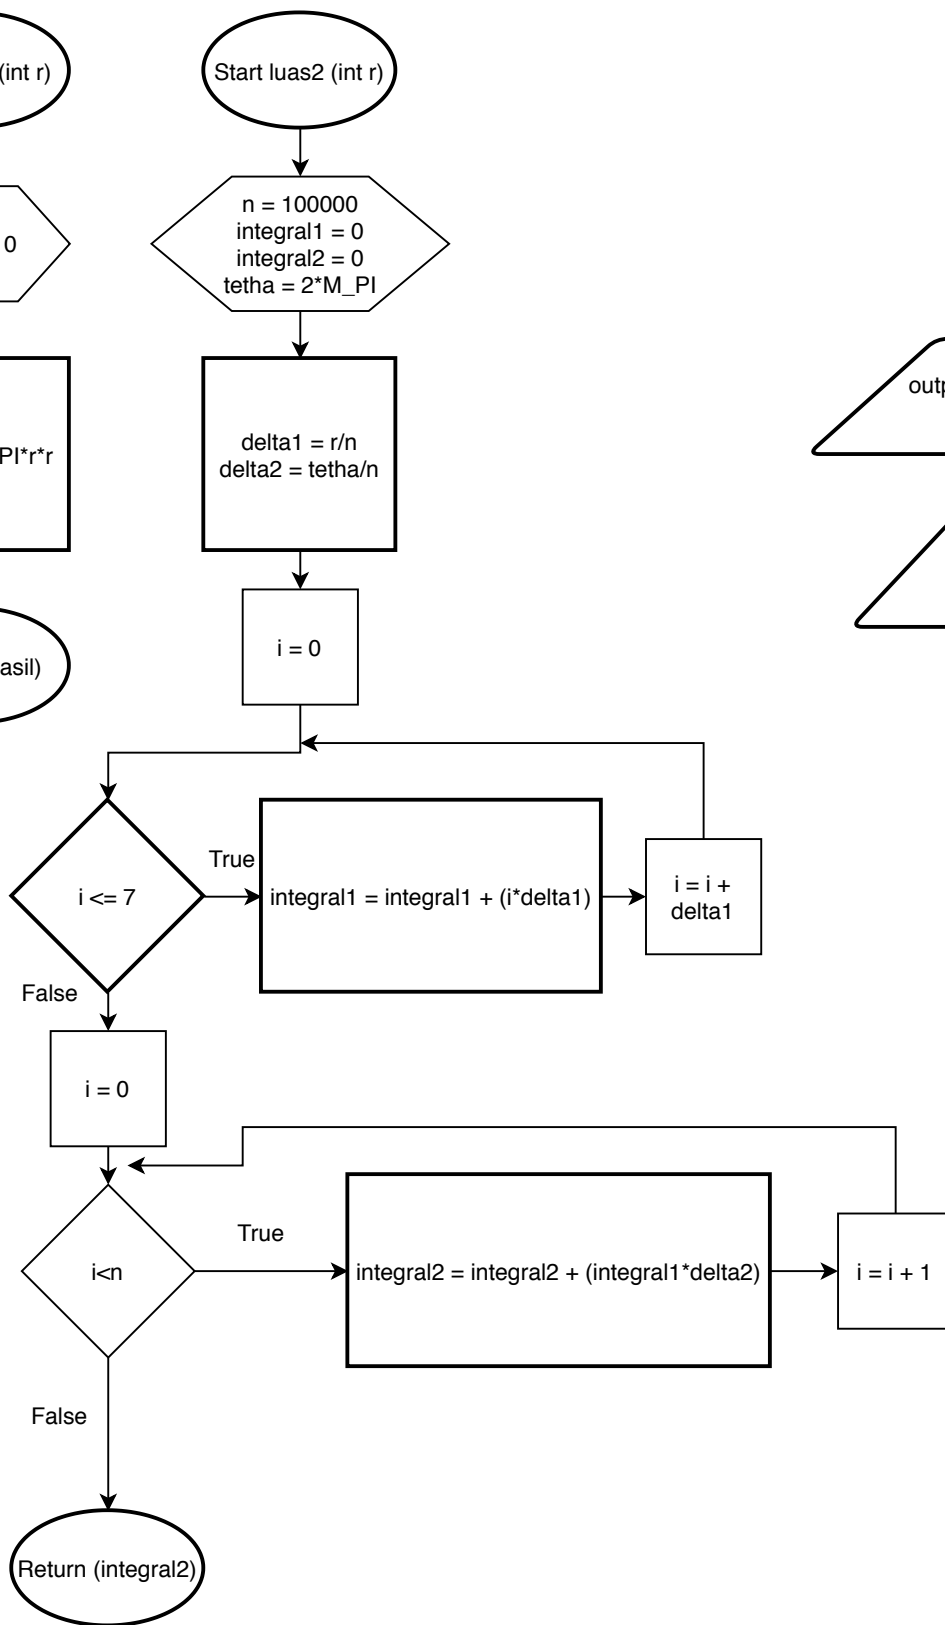 (int r)
Start luas2 (int r)
n = 100000
integral1 = 0
integral2 = 0
tetha = 2*M_PI
0
delta1 = r/n
delta2 = tetha/n
PI*r*r
outp
i = 0
asil)
i <= 7
True
integral1 = integral1 + (i*delta1)
i = i +
delta1
False
i = 0
i<n
True
integral2 = integral2 + (integral1*delta2)
i = i + 1
False
Return (integral2)